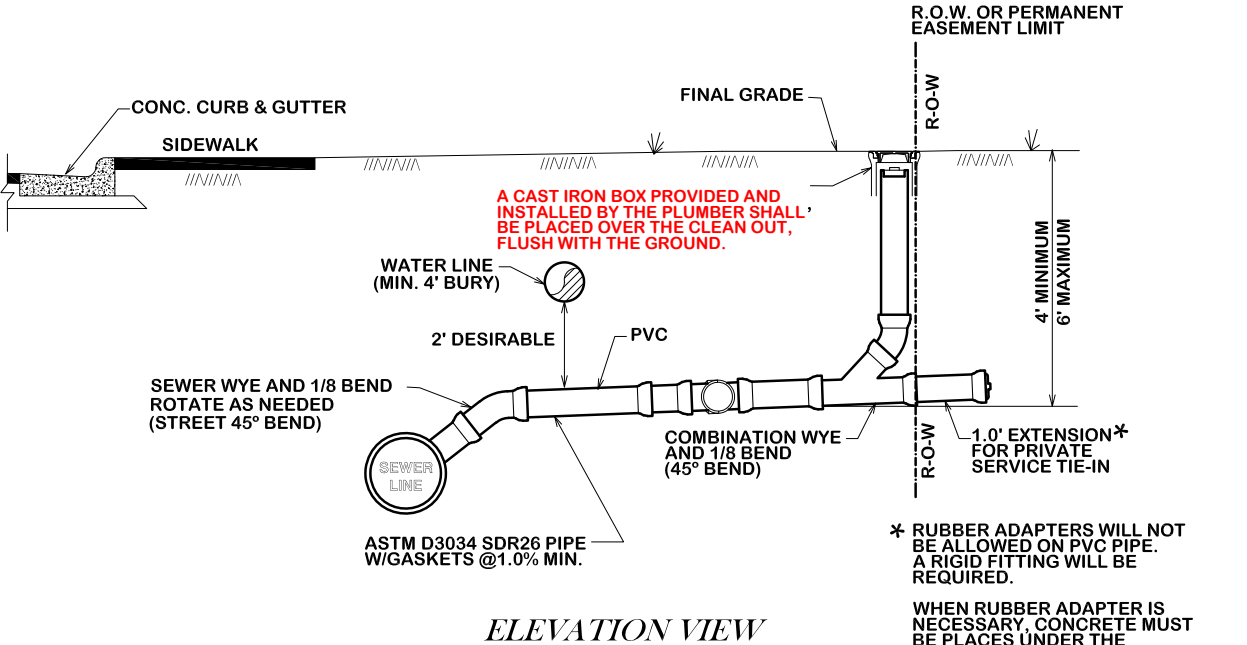 R.O.W. OR PERMANENT
EASEMENT LIMIT
R-O-W
FINAL GRADE
CONC. CURB & GUTTER
SIDEWALK
A CAST IRON BOX PROVIDED AND
INSTALLED BY THE PLUMBER SHALL
BE PLACED OVER THE CLEAN OUT,
FLUSH WITH THE GROUND.
WATER LINE
(MIN. 4' BURY)
4' MINIMUM
6' MAXIMUM
2' DESIRABLE
PVC
SEWER WYE AND 1/8 BEND
ROTATE AS NEEDED
(STREET 45º BEND)
COMBINATION WYE
AND 1/8 BEND
(45º BEND)
R-O-W
1.0' EXTENSION*
FOR PRIVATE
SERVICE TIE-IN
SEWER
LINE
ASTM D3034 SDR26 PIPE
W/GASKETS @1.0% MIN.
* RUBBER ADAPTERS WILL NOT
BE ALLOWED ON PVC PIPE.
A RIGID FITTING WILL BE
REQUIRED.
WHEN RUBBER ADAPTER IS
NECESSARY, CONCRETE MUST
BE PLACES UNDER THE
ELEVATION VIEW